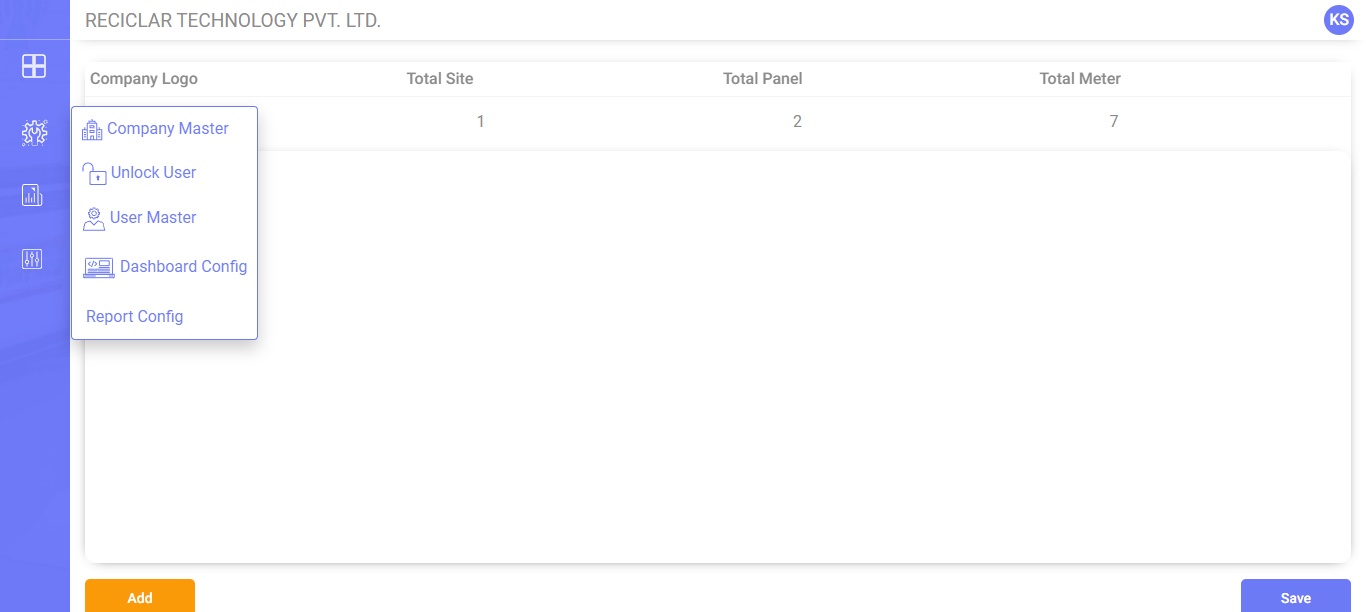 RECICLAR TECHNOLOGY PVT. LTD.
KS
Company Logo Total Site Total Panel Total Meter
1 2 7
Company Master
Unlock User
User Master
Dashboard Config
Report Config
Add Save